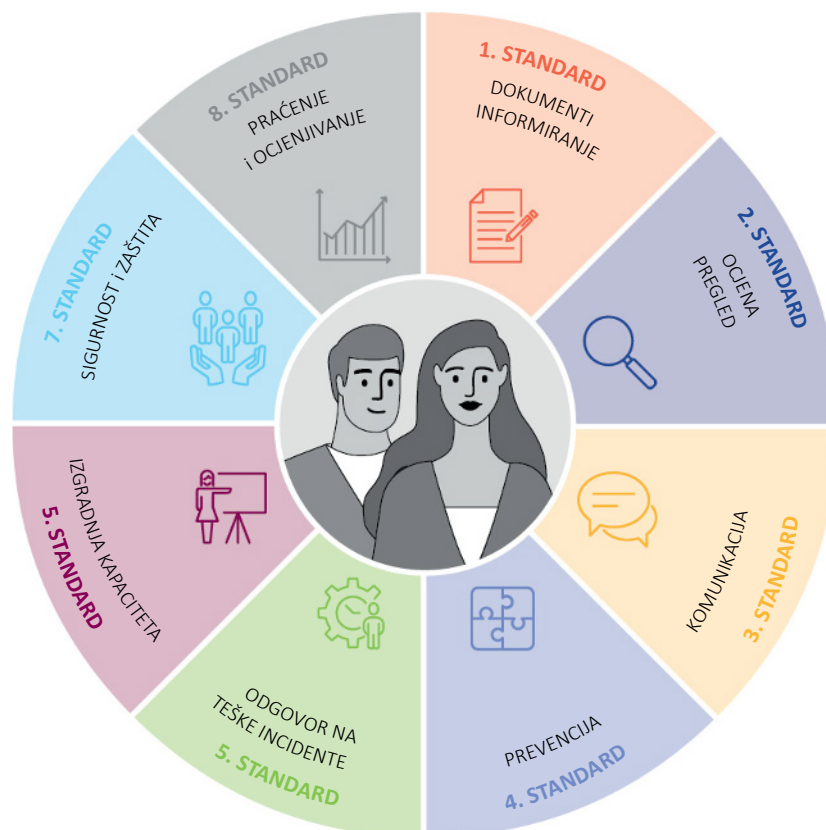 1. STANDARD
DOKUMENTI
INFORMIRANJE
2. STANDARD
OCJENA
PREGLED
KOMUNIKACIJA
3. STANDARD
PREVENCIJA
4. STANDARD
ODGOVOR NA
TEŠKE INCIDENTE
5. STANDARD
IZGRADNJA KAPACITETA
5. STANDARD
7. STANDARD
SIGURNOST i ZAŠTITA
8. STANDARD
PRAĆENJE
i OCJENJIVANJE